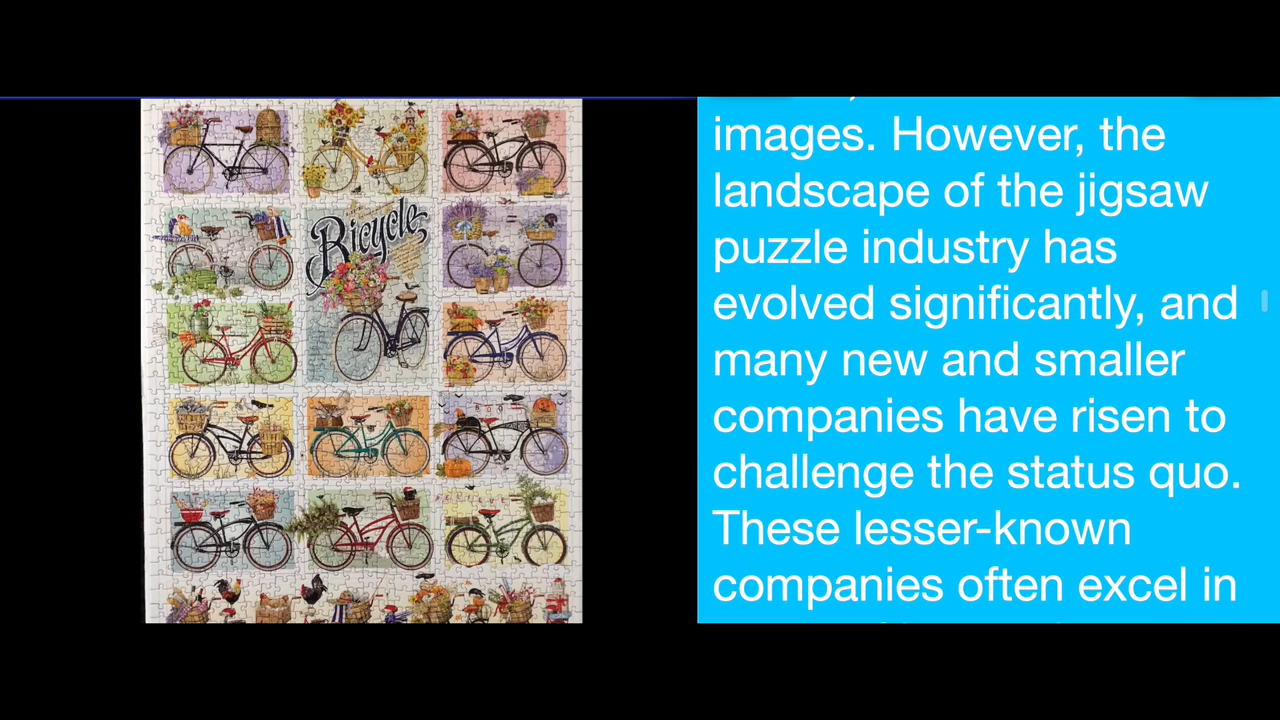 Bicycle
images. However, the
landscape of the jigsaw
puzzle industry has
evolved significantly, and
many new and smaller
companies have risen to
challenge the status quo.
These lesser-known
companies often excel in